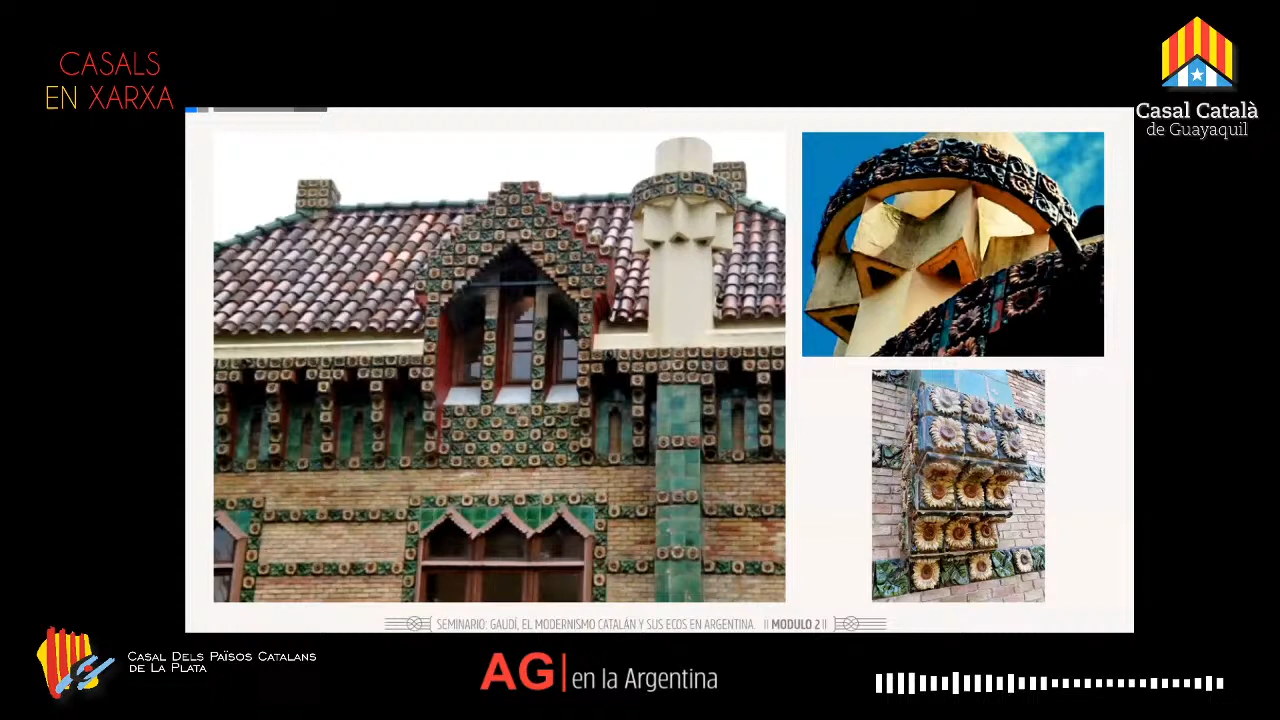 CASALS
EN XARXA
Casal Català
de Guayaquil
SEMINARIO: GAUDÍ, EL MODERNISMO CATALÁN Y SUS ECOS EN ARGENTINA. || MODULO 2 ||
CASAL DELS PAÏSOS CATALANS
DE LA PLATA
AG| en la Argentina